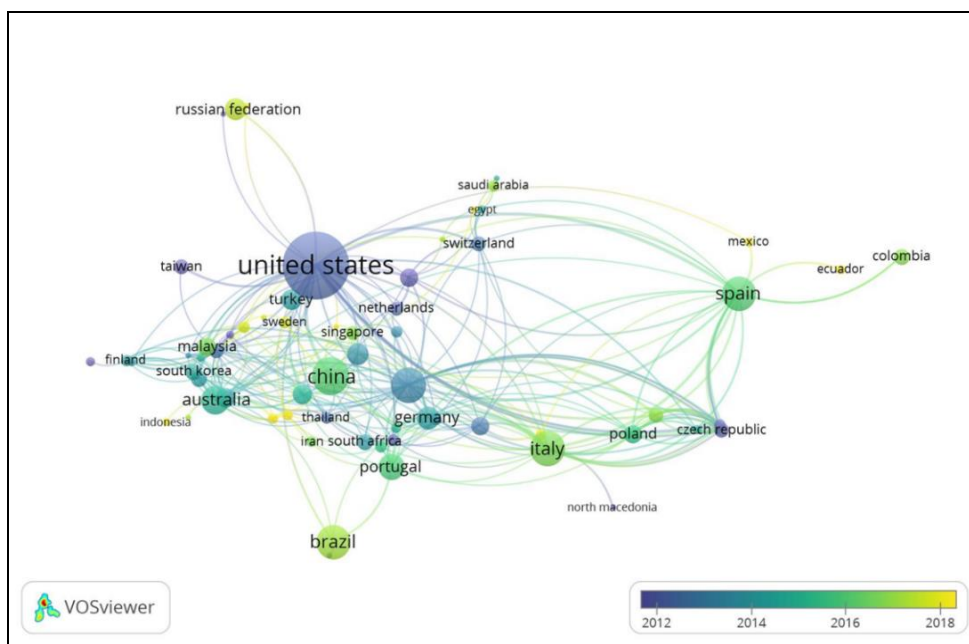 russian federation
saudi arabia
egypt
switzerland
mexico
colombia
ecuador
taiwan
united states
spain
turkey
netherlands
sweden
singapore
malaysia
finland
south korea
china
australia
germany
indonesia
thailand
iran south africa
poland
czech republic
italy
portugal
north macedonia
brazil
VOSviewer
2012 2014 2016 2018